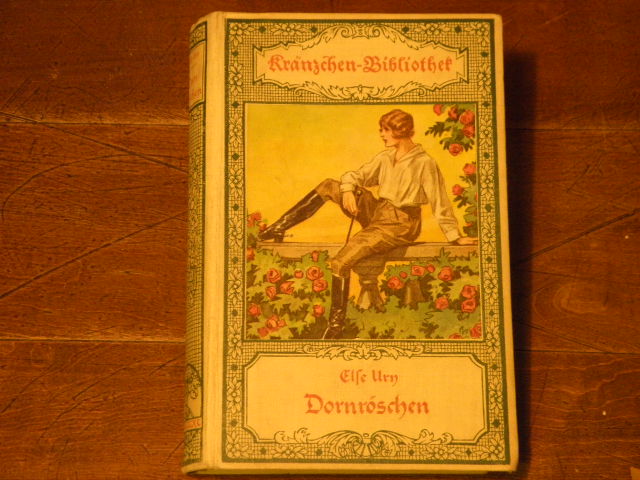 Kränzchen-Bibliothek
Else Ury
Dornröschen